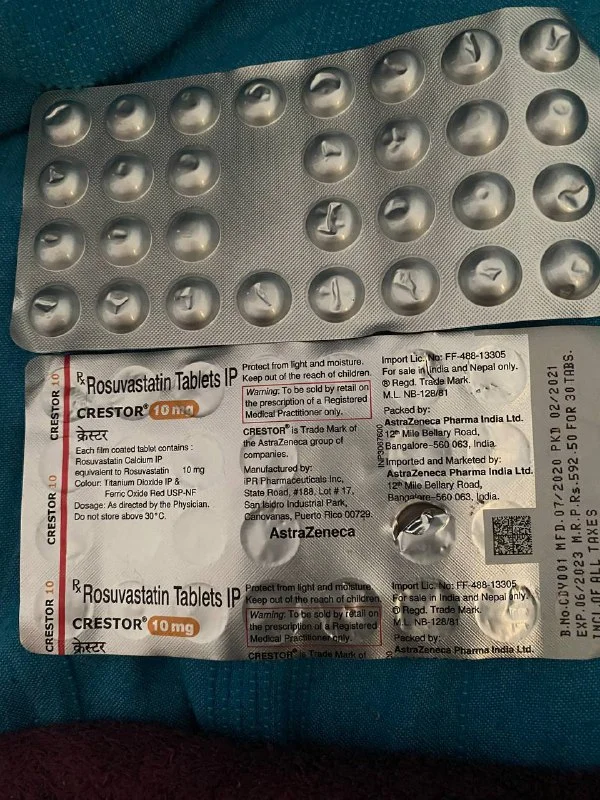 CRESTOR 10
℞ Rosuvastatin Tablets IP
CRESTOR® 10 mg
क्रेस्टर
Each film coated tablet contains :
Rosuvastatin Calcium IP
equivalent to Rosuvastatin 10 mg
Colour: Titanium Dioxide IP &
Ferric Oxide Red USP-NF
Dosage: As directed by the Physician.
Do not store above 30°C.
CRESTOR 10
Protect from light and moisture.
Keep out of the reach of children.
Warning: To be sold by retail on
the prescription of a Registered
Medical Practitioner only.
CRESTOR® is Trade Mark of
the AstraZeneca group of
companies.
Manufactured by:
IPR Pharmaceuticals Inc,
State Road, #188, Lot # 17,
San Isidro Industrial Park,
Canovanas, Puerto Rico 00729.
AstraZeneca
Import Lic. No: FF-488-13305
For sale in India and Nepal only.
® Regd. Trade Mark.
M.L. NB-128/81
Packed by:
AstraZeneca Pharma India Ltd.
12th Mile Bellary Road,
Bangalore-560 063, India.
Imported and Marketed by:
AstraZeneca Pharma India Ltd.
12th Mile Bellary Road,
Bangalore-560 063, India.
B.No.CDY001 MFD.07/2020 PKD 02/2021
EXP.06/2023 M.R.P.Rs.592.50 FOR 30 TABS.
INCL.OF ALL TAXES
CRESTOR 10
℞ Rosuvastatin Tablets IP
CRESTOR® 10 mg
क्रेस्टर
Protect from light and moisture.
Keep out of the reach of children.
Warning: To be sold by retail on
the prescription of a Registered
Medical Practitioner only.
CRESTOR® is Trade Mark of
Import Lic. No: FF-488-13305
For sale in India and Nepal only.
® Regd. Trade Mark.
M.L. NB-128/81
Packed by:
AstraZeneca Pharma India Ltd.